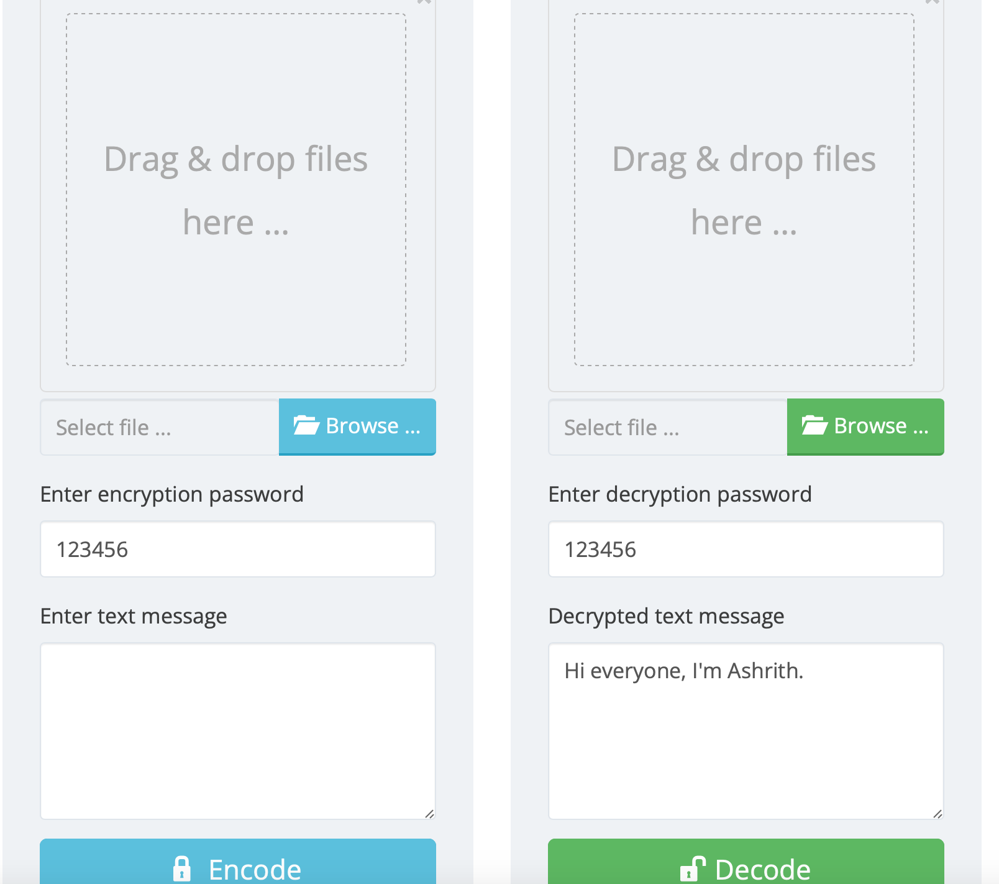 Drag & drop files
here ...
Select file ...
Browse ...
Enter encryption password
123456
Enter text message
Encode
Drag & drop files
here ...
Select file ...
Browse ...
Enter decryption password
123456
Decrypted text message
Hi everyone, I'm Ashrith.
Decode